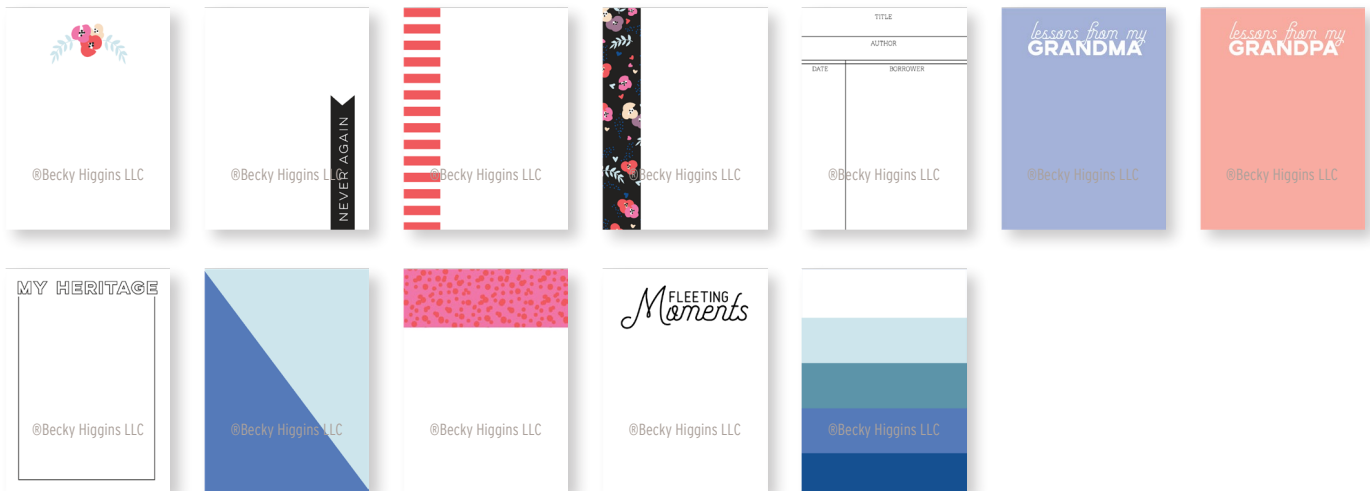 ®Becky Higgins LLC
NEVER AGAIN
®Becky Higgins LLC
®Becky Higgins LLC
®Becky Higgins LLC
TITLE
AUTHOR
DATE BORROWER
®Becky Higgins LLC
lessons from my
GRANDMA
®Becky Higgins LLC
lessons from my
GRANDPA
®Becky Higgins LLC
MY HERITAGE
®Becky Higgins LLC
®Becky Higgins LLC
®Becky Higgins LLC
FLEETING
Moments
®Becky Higgins LLC
®Becky Higgins LLC